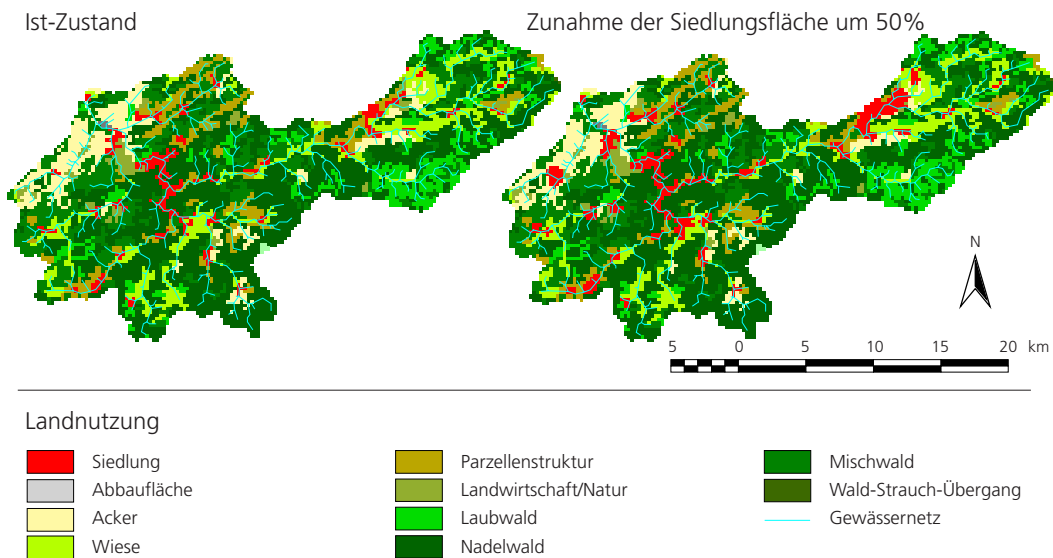 Ist-Zustand
Zunahme der Siedlungsfläche um 50%
N
5 0 5 10 15 20 km
Landnutzung
Siedlung
Abbaufläche
Acker
Wiese
Parzellenstruktur
Landwirtschaft/Natur
Laubwald
Nadelwald
Mischwald
Wald-Strauch-Übergang
Gewässernetz